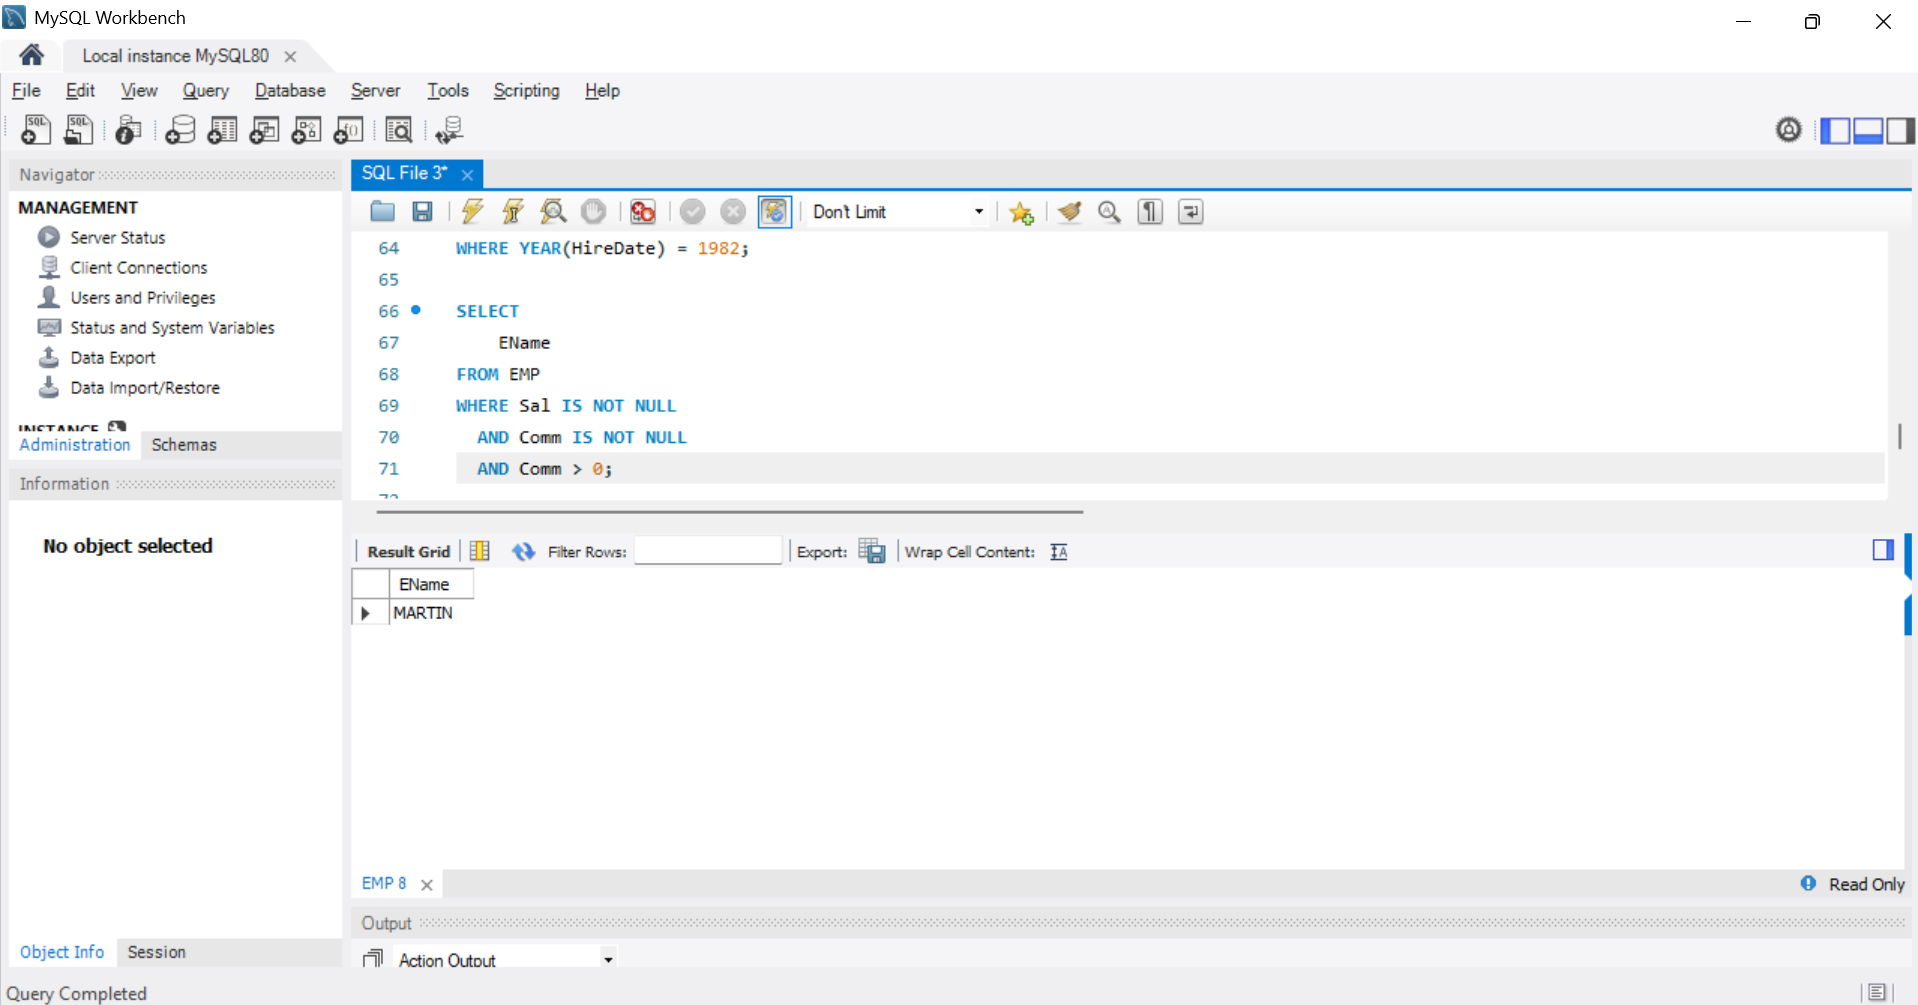 MySQL Workbench
Local instance MySQL80
File Edit View Query Database Server Tools Scripting Help
Navigator
MANAGEMENT
Server Status
Client Connections
Users and Privileges
Status and System Variables
Data Export
Data Import/Restore
INSTANCE
Administration Schemas
Information
No object selected
Object Info Session
SQL File 3*
Don't Limit
64 WHERE YEAR(HireDate) = 1982;
65
66 SELECT
67 EName
68 FROM EMP
69 WHERE Sal IS NOT NULL
70 AND Comm IS NOT NULL
71 AND Comm > 0;
72
Result Grid Filter Rows: Export: Wrap Cell Content:
EName
MARTIN
EMP 8
Read Only
Output
Action Output
Query Completed